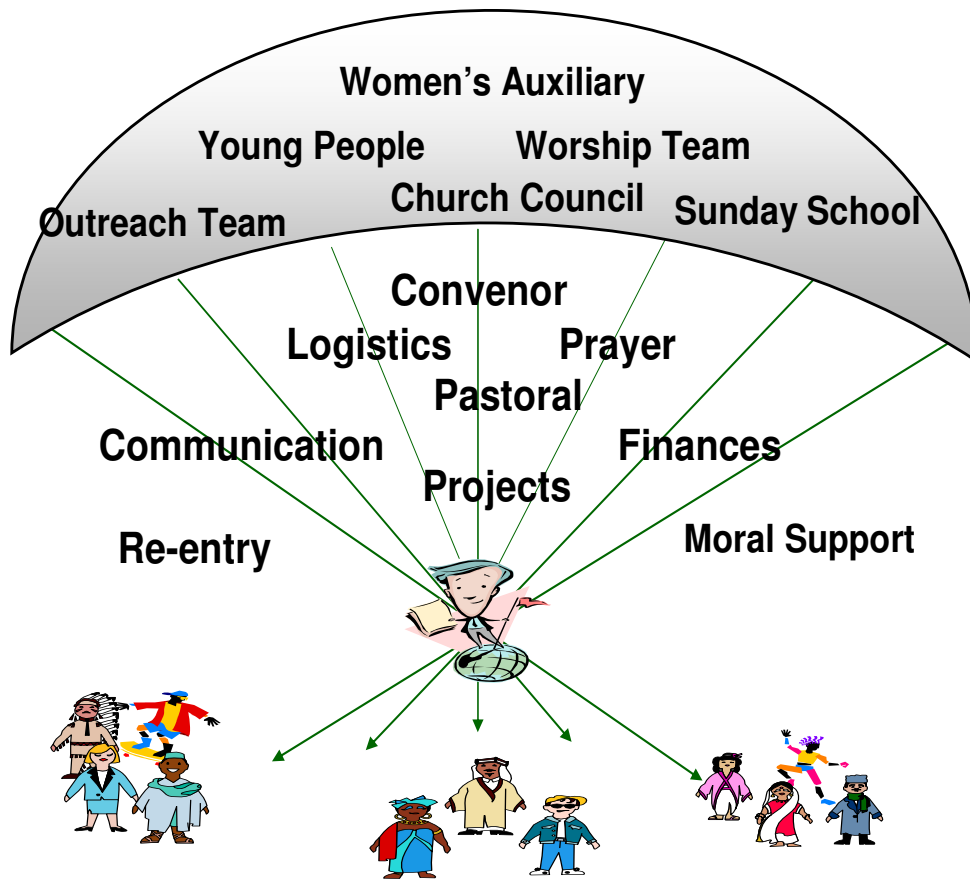 Women's Auxiliary
Young People Worship Team
Church Council
Outreach Team Sunday School
Convenor
Logistics Prayer
Pastoral
Communication Finances
Projects
Re-entry Moral Support